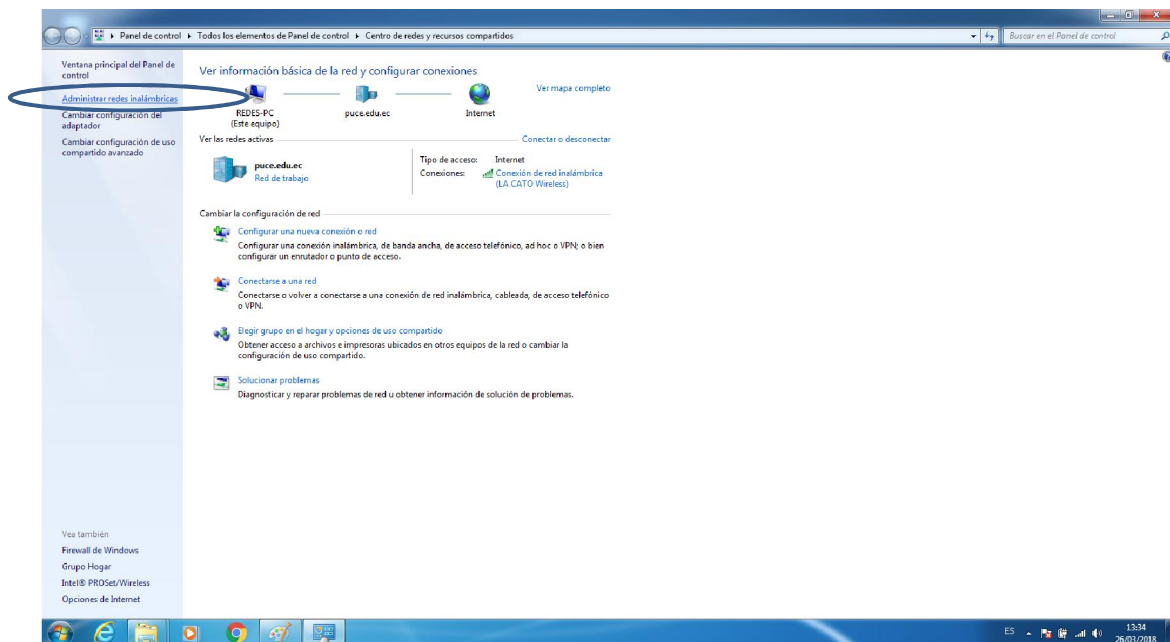 Panel de control ▸ Todos los elementos de Panel de control ▸ Centro de redes y recursos compartidos
Buscar en el Panel de control
Ventana principal del Panel de
control
Administrar redes inalámbricas
Cambiar configuración del
adaptador
Cambiar configuración de uso
compartido avanzado
Ver información básica de la red y configurar conexiones
Ver mapa completo
REDES-PC
(Este equipo)
puce.edu.ec
Internet
Ver las redes activas
Conectar o desconectar
puce.edu.ec
Red de trabajo
Tipo de acceso: Internet
Conexiones: Conexión de red inalámbrica
(LA CATO Wireless)
Cambiar la configuración de red
Configurar una nueva conexión o red
Configurar una conexión inalámbrica, de banda ancha, de acceso telefónico, ad hoc o VPN; o bien
configurar un enrutador o punto de acceso.
Conectarse a una red
Conectarse o volver a conectarse a una conexión de red inalámbrica, cableada, de acceso telefónico
o VPN.
Elegir grupo en el hogar y opciones de uso compartido
Obtener acceso a archivos e impresoras ubicados en otros equipos de la red o cambiar la
configuración de uso compartido.
Solucionar problemas
Diagnosticar y reparar problemas de red u obtener información de solución de problemas.
Vea también
Firewall de Windows
Grupo Hogar
Intel® PROSet/Wireless
Opciones de Internet
ES
13:34
26/03/2018